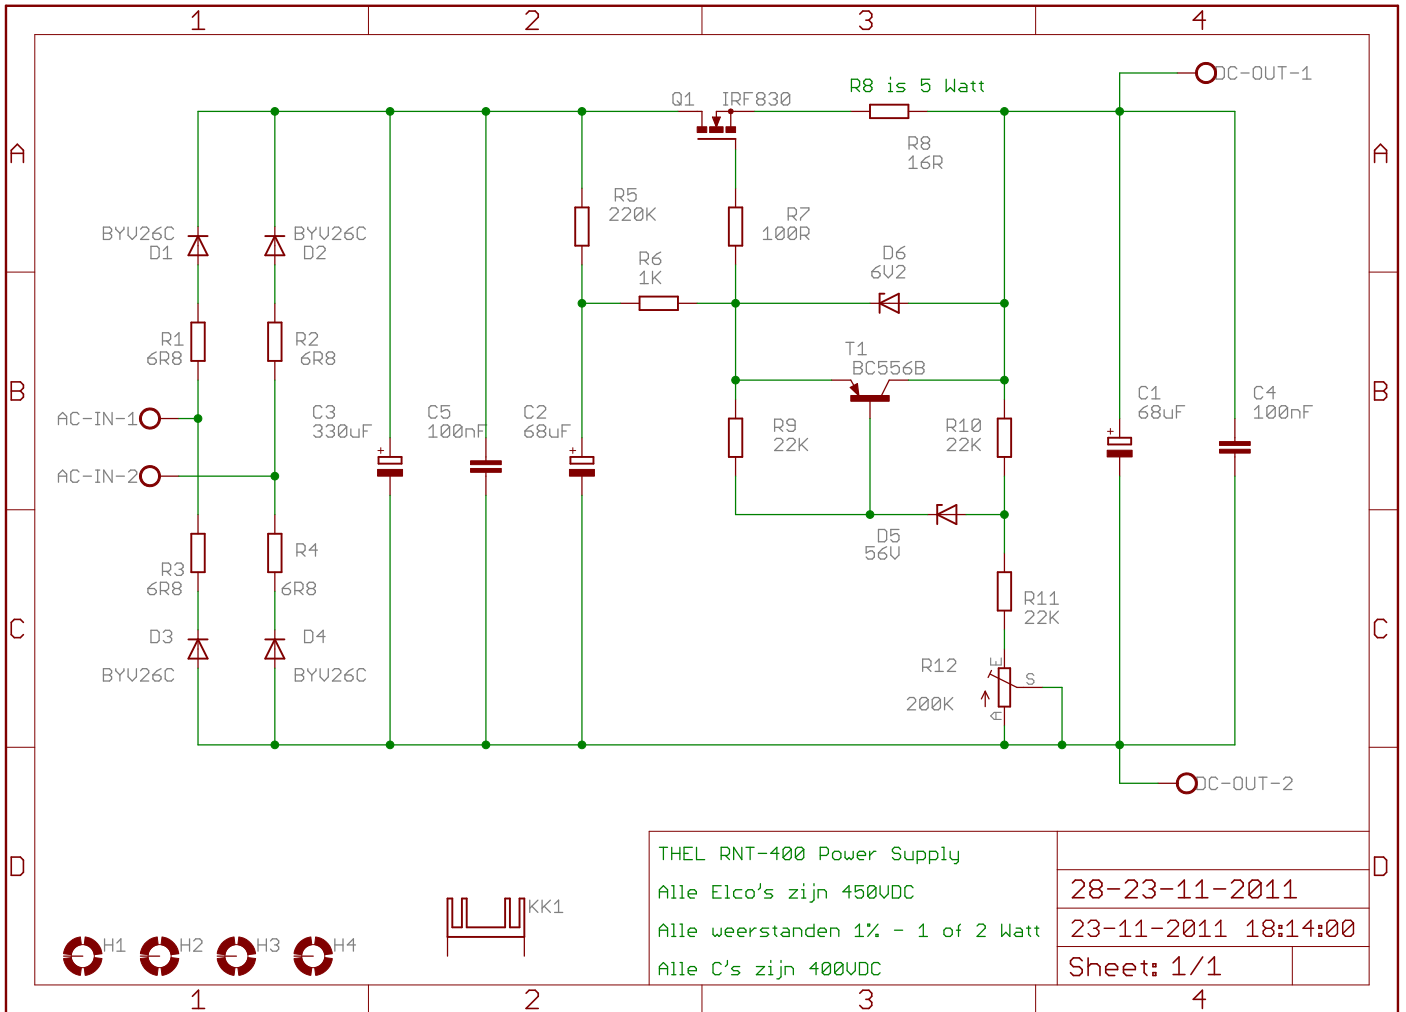 1 2 3 4
DC-OUT-1
R8 is 5 Watt
Q1 IRF830
A A
R8
16R
R5
220K
R7
100R
BYV26C
D1
BYV26C
D2
R6
1K
D6
6V2
R1
6R8
R2
6R8
T1
BC556B
B B
AC-IN-1
C3
330uF
C5
100nF
C2
68uF
R9
22K
R10
22K
C1
68uF
C4
100nF
+ + +
AC-IN-2
D5
56V
R3
6R8
R4
6R8
R11
22K
C C
D3
BYV26C
D4
BYV26C
R12
200K
E
S
A
DC-OUT-2
THEL RNT-400 Power Supply
D D
Alle Elco's zijn 450VDC
28-23-11-2011
KK1
Alle weerstanden 1% - 1 of 2 Watt
23-11-2011 18:14:00
H1 H2 H3 H4
Alle C's zijn 400VDC
Sheet: 1/1
1 2 3 4